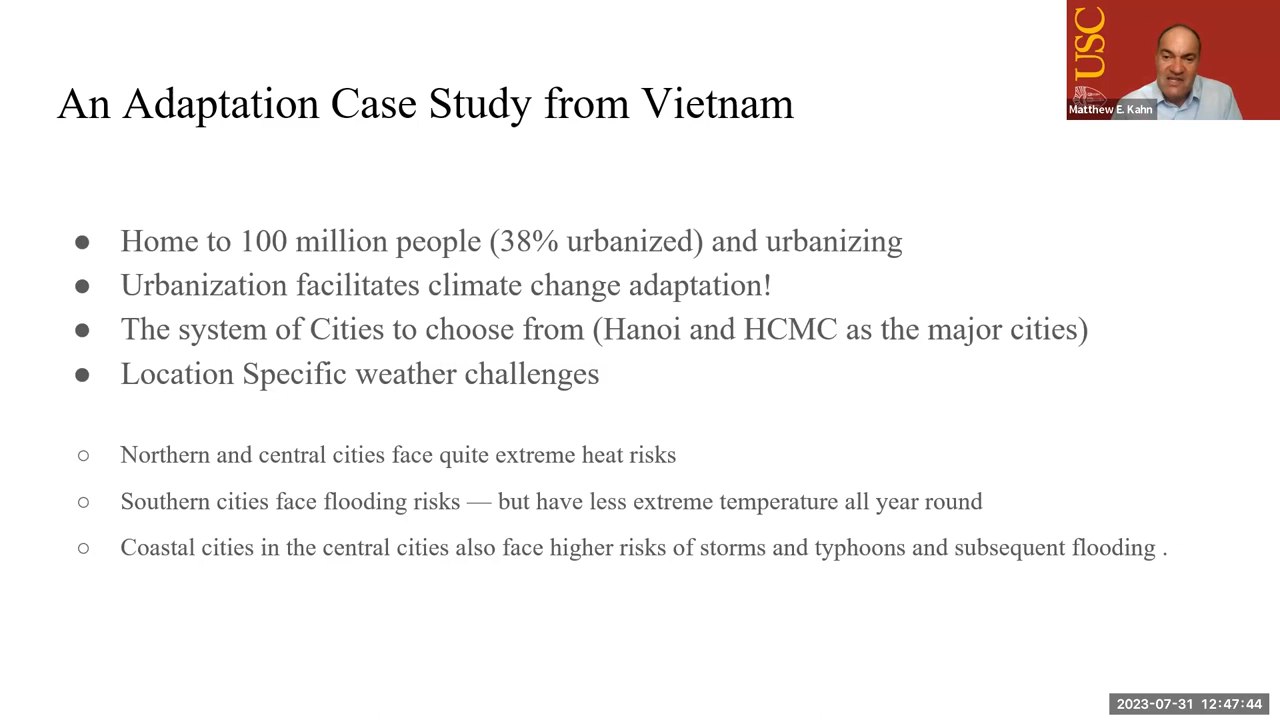 USC
Matthew E. Kahn
An Adaptation Case Study from Vietnam
● Home to 100 million people (38% urbanized) and urbanizing
● Urbanization facilitates climate change adaptation!
● The system of Cities to choose from (Hanoi and HCMC as the major cities)
● Location Specific weather challenges
○ Northern and central cities face quite extreme heat risks
○ Southern cities face flooding risks — but have less extreme temperature all year round
○ Coastal cities in the central cities also face higher risks of storms and typhoons and subsequent flooding .
2023-07-31 12:47:44